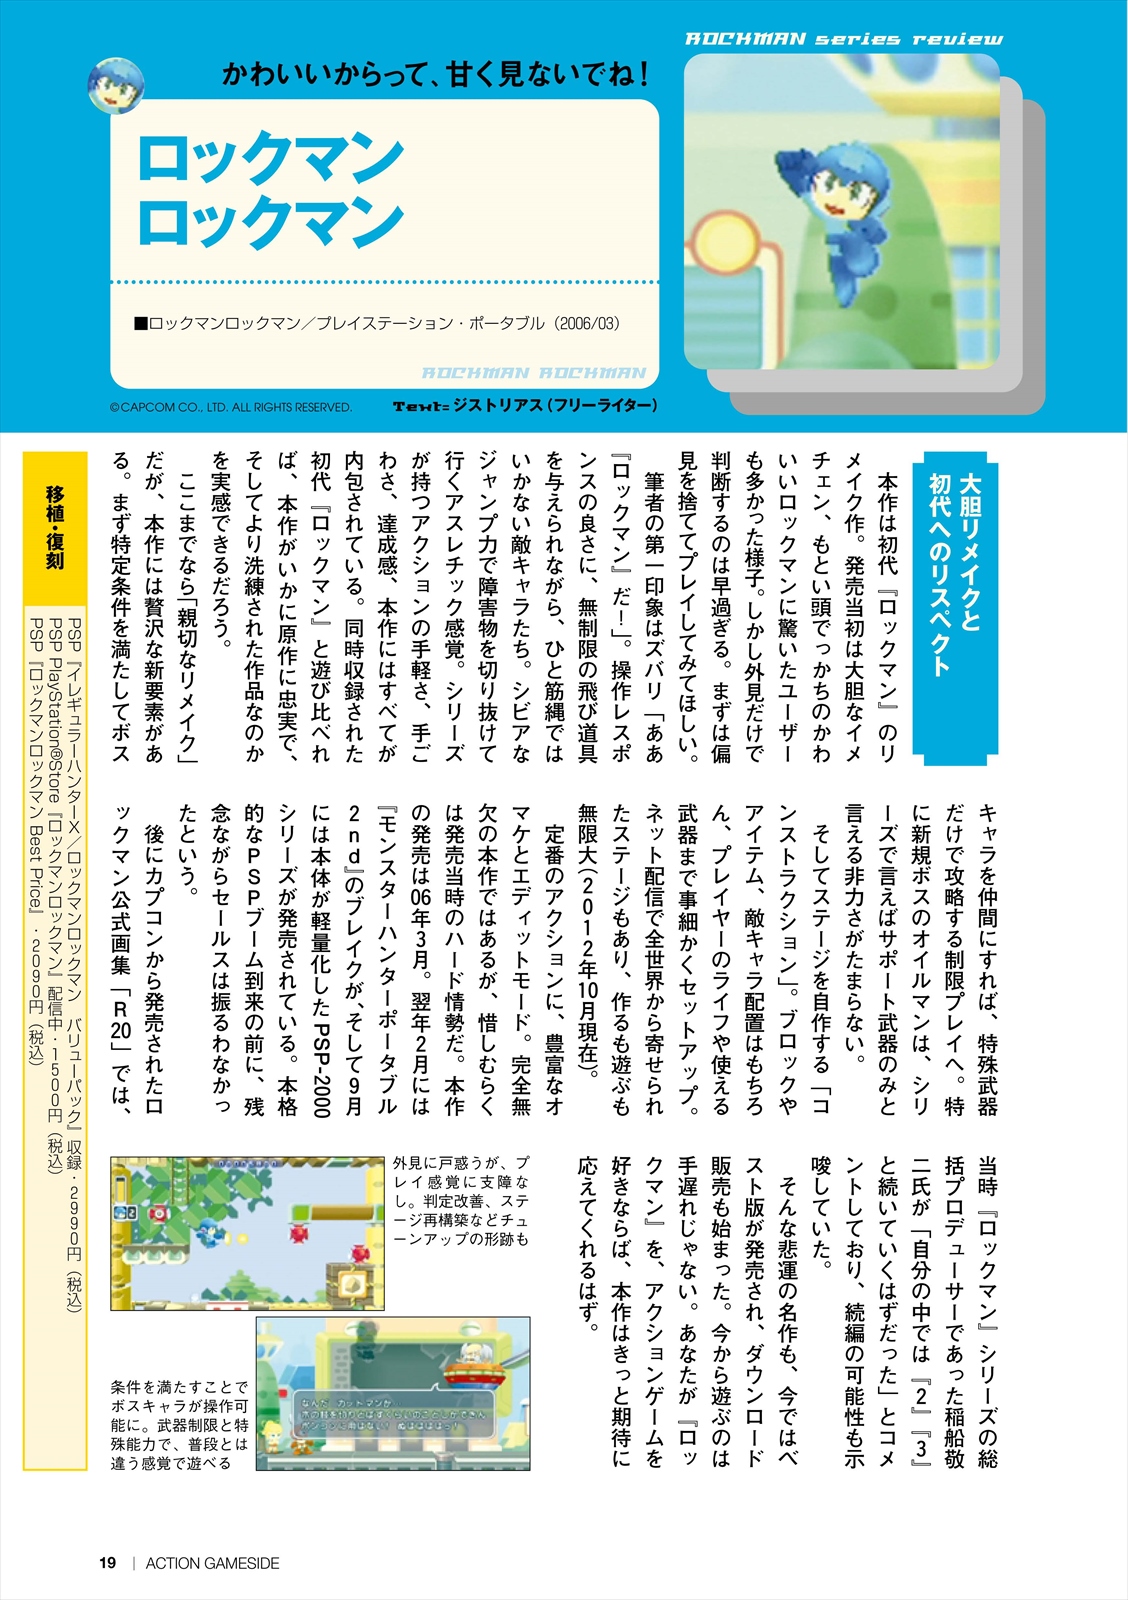 ROCKMAN series review
かわいいからって、甘く見ないでね！
ロックマン
ロックマン
■ロックマンロックマン／プレイステーション・ポータブル（2006/03）
ROCKMAN ROCKMAN
©CAPCOM CO., LTD. ALL RIGHTS RESERVED.
Text=ジストリアス（フリーライター）
大胆リメイクと
初代へのリスペクト
本作は初代『ロックマン』のリ
メイク作。発売当初は大胆なイメ
チェン、もとい頭でっかちのかわ
いいロックマンに驚いたユーザー
も多かった様子。しかし外見だけで
判断するのは早過ぎる。まずは偏
見を捨ててプレイしてみてほしい。
筆者の第一印象はズバリ「ああ
『ロックマン』だ！」。操作レスポ
ンスの良さに、無制限の飛び道具
を与えられながら、ひと筋縄では
いかない敵キャラたち。シビアな
ジャンプ力で障害物を切り抜けて
行くアスレチック感覚。シリーズ
が持つアクションの手軽さ、手ご
わさ、達成感、本作にはすべてが
内包されている。同時収録された
初代『ロックマン』と遊び比べれ
ば、本作がいかに原作に忠実で、
そしてより洗練された作品なのか
を実感できるだろう。
ここまでなら「親切なリメイク」
だが、本作には贅沢な新要素があ
る。まず特定条件を満たしてボス
キャラを仲間にすれば、特殊武器
だけで攻略する制限プレイへ。特
に新規ボスのオイルマンは、シリ
ーズで言えばサポート武器のみと
言える非力さがたまらない。
そしてステージを自作する「コ
ンストラクション」。ブロックや
アイテム、敵キャラ配置はもちろ
ん、プレイヤーのライフや使える
武器まで事細かくセットアップ。
ネット配信で全世界から寄せられ
たステージもあり、作るも遊ぶも
無限大（2012年10月現在）。
定番のアクションに、豊富なオ
マケとエディットモード。完全無
欠の本作ではあるが、惜しむらく
は発売当時のハード情勢だ。本作
の発売は06年3月。翌年2月には
『モンスターハンターポータブル
2nd』のブレイクが、そして9月
には本体が軽量化したPSP-2000
シリーズが発売されている。本格
的なPSPブーム到来の前に、残
念ながらセールスは振るわなかっ
たという。
後にカプコンから発売されたロ
ックマン公式画集「R20」では、
当時『ロックマン』シリーズの総
括プロデューサーであった稲船敬
二氏が「自分の中では『2』『3』
と続いていくはずだった」とコメ
ントしており、続編の可能性も示
唆していた。
そんな悲運の名作も、今ではベ
スト版が発売され、ダウンロード
販売も始まった。今から遊ぶのは
手遅れじゃない。あなたが『ロッ
クマン』を、アクションゲームを
好きならば、本作はきっと期待に
応えてくれるはず。
外見に戸惑うが、プ
レイ感覚に支障な
し。判定改善、ステ
ージ再構築などチュ
ーンアップの形跡も
なんだ　カットマンか
条件を満たすことで
ボスキャラが操作可
能に。武器制限と特
殊能力で、普段とは
違う感覚で遊べる
移植・復刻
PSP『イレギュラーハンターX／ロックマンロックマン　バリューパック』収録・2990円（税込）
PSP PlayStation®Store『ロックマンロックマン』配信中・1500円（税込）
PSP『ロックマンロックマン Best Price』・2090円（税込）
19 | ACTION GAMESIDE